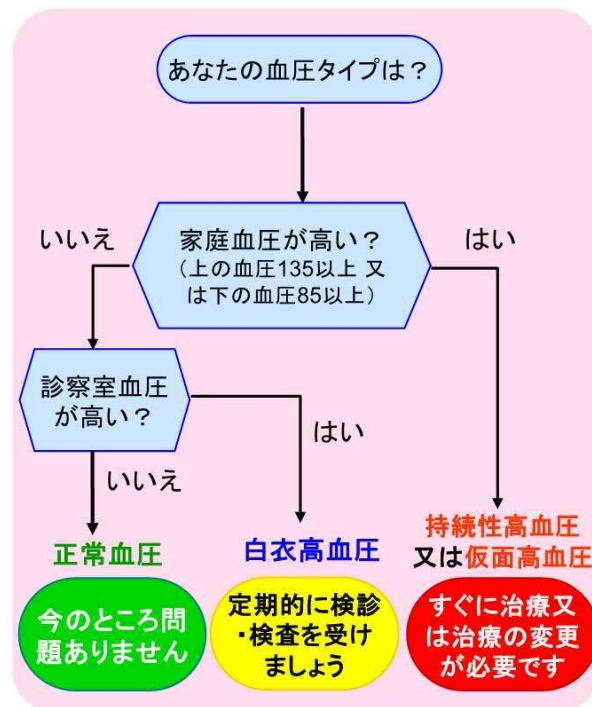 あなたの血圧タイプは？
いいえ
家庭血圧が高い？
（上の血圧135以上 又
は下の血圧85以上）
はい
診察室血圧
が高い？
はい
いいえ
正常血圧
白衣高血圧
持続性高血圧
又は仮面高血圧
今のところ問
題ありません
定期的に検診
・検査を受け
ましょう
すぐに治療又
は治療の変更
が必要です